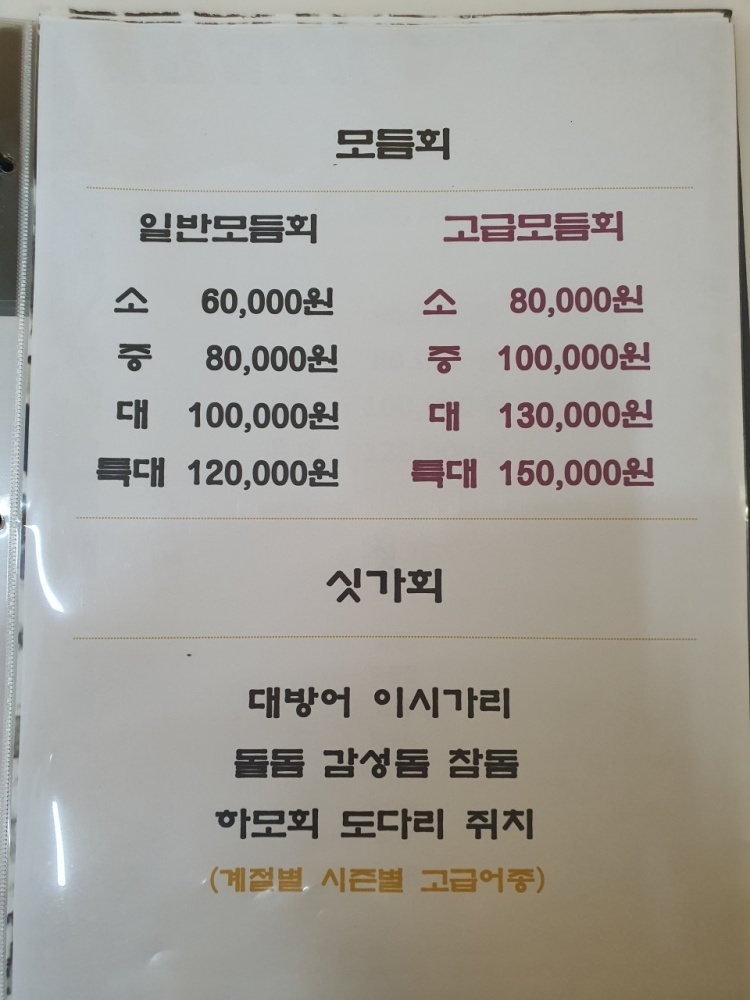 모듬회
일반모듬회 고급모듬회
소 60,000원 소 80,000원
중 80,000원 중 100,000원
대 100,000원 대 130,000원
특대 120,000원 특대 150,000원
싯가회
대방어 이시가리
돌돔 감성돔 참돔
하모회 도다리 쥐치
(계절별 시즌별 고급어종)